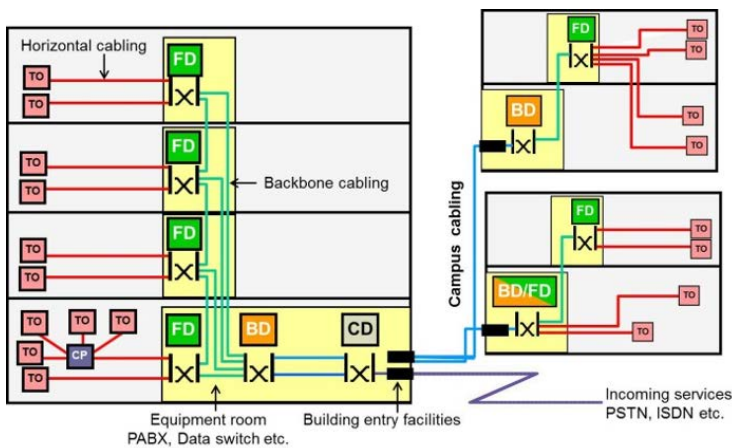 Horizontal cabling
FD
TO
TO
FD
TO
TO
Backbone cabling
FD
TO
TO
TO
TO
TO
TO
CP
TO
FD
BD
CD
Equipment room
PABX, Data switch etc.
Building entry facilities
Campus cabling
FD
TO
TO
BD
TO
TO
FD
TO
TO
BD/FD
TO
TO
Incoming services
PSTN, ISDN etc.